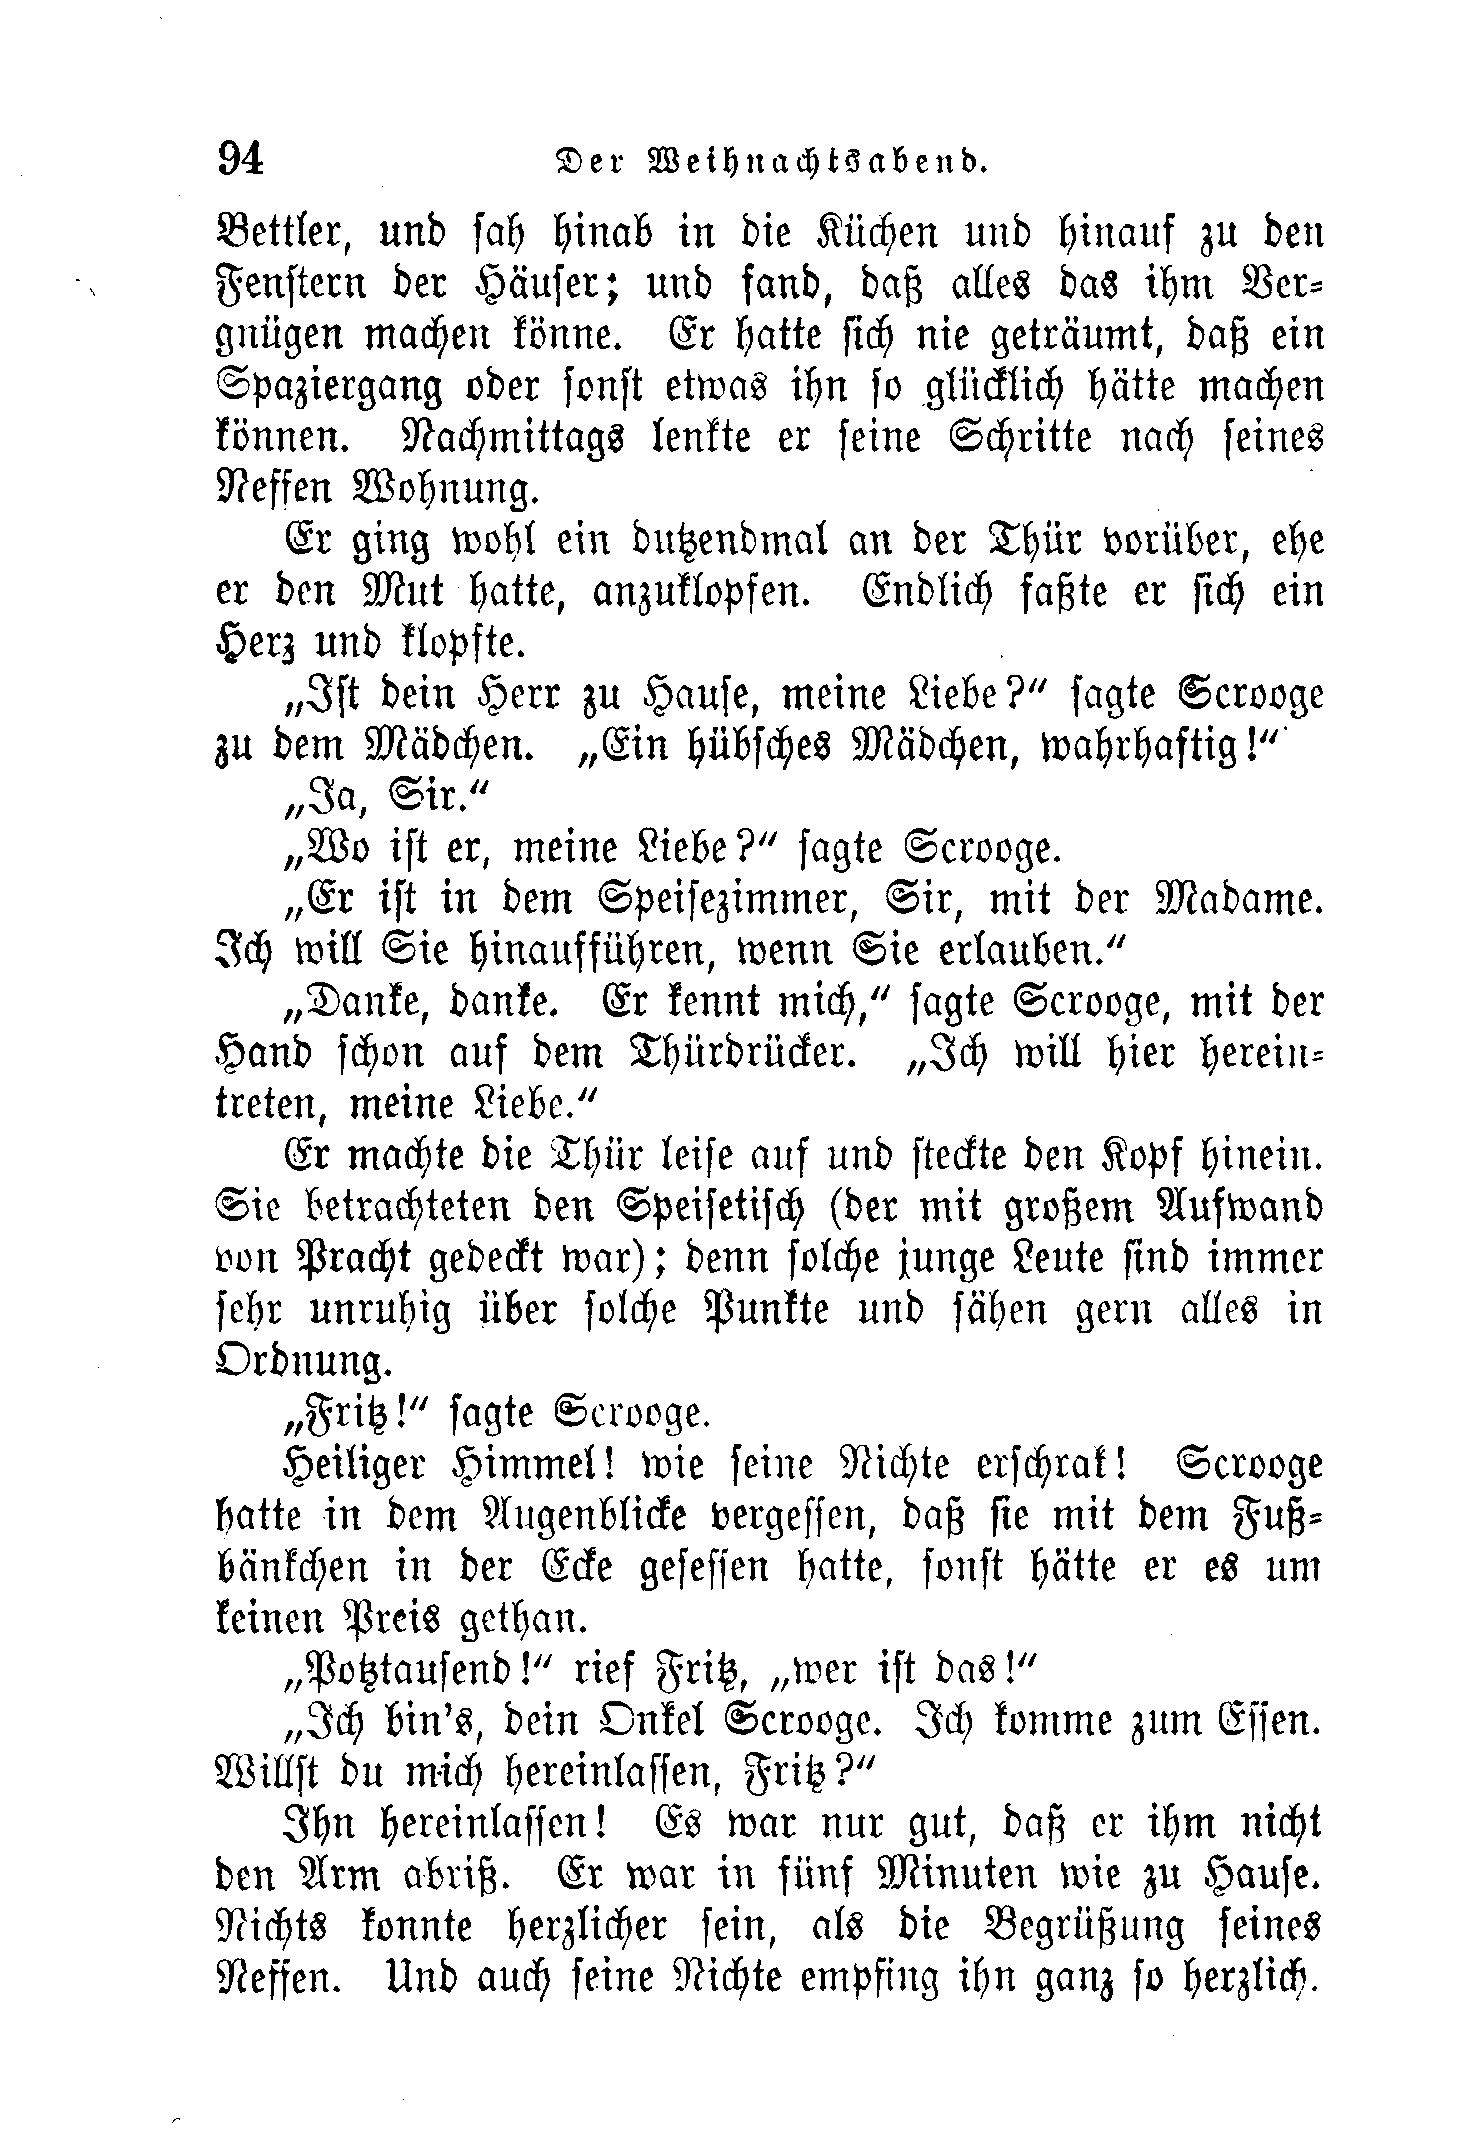 94 Der Weihnachtsabend.
Bettler, und sah hinab in die Küchen und hinauf zu den
Fenstern der Häuser; und fand, daß alles das ihm Ver-
gnügen machen könne. Er hatte sich nie geträumt, daß ein
Spaziergang oder sonst etwas ihn so glücklich hätte machen
können. Nachmittags lenkte er seine Schritte nach seines
Neffen Wohnung.
Er ging wohl ein dutzendmal an der Thür vorüber, ehe
er den Mut hatte, anzuklopfen. Endlich faßte er sich ein
Herz und klopfte.
„Ist dein Herr zu Hause, meine Liebe?“ sagte Scrooge
zu dem Mädchen. „Ein hübsches Mädchen, wahrhaftig!“
„Ja, Sir.“
„Wo ist er, meine Liebe?“ sagte Scrooge.
„Er ist in dem Speisezimmer, Sir, mit der Madame.
Ich will Sie hinaufführen, wenn Sie erlauben.“
„Danke, danke. Er kennt mich,“ sagte Scrooge, mit der
Hand schon auf dem Thürdrücker. „Ich will hier herein-
treten, meine Liebe.“
Er machte die Thür leise auf und steckte den Kopf hinein.
Sie betrachteten den Speisetisch (der mit großem Aufwand
von Pracht gedeckt war); denn solche junge Leute sind immer
sehr unruhig über solche Punkte und sähen gern alles in
Ordnung.
„Fritz!“ sagte Scrooge.
Heiliger Himmel! wie seine Nichte erschrak! Scrooge
hatte in dem Augenblicke vergessen, daß sie mit dem Fuß-
bänkchen in der Ecke gesessen hatte, sonst hätte er es um
keinen Preis gethan.
„Potztausend!“ rief Fritz, „wer ist das!“
„Ich bin's, dein Onkel Scrooge. Ich komme zum Essen.
Willst du mich hereinlassen, Fritz?“
Ihn hereinlassen! Es war nur gut, daß er ihm nicht
den Arm abriß. Er war in fünf Minuten wie zu Hause.
Nichts konnte herzlicher sein, als die Begrüßung seines
Neffen. Und auch seine Nichte empfing ihn ganz so herzlich.